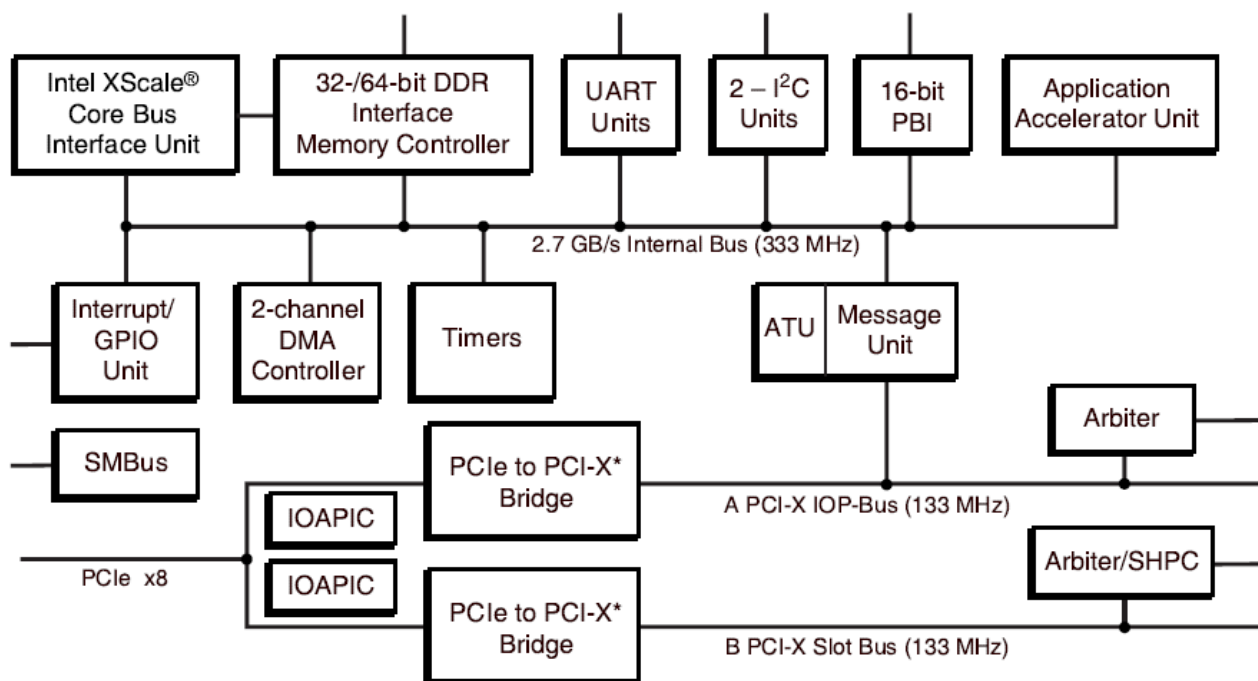 Intel XScale®
Core Bus
Interface Unit
32-/64-bit DDR
Interface
Memory Controller
UART
Units
2 – I²C
Units
16-bit
PBI
Application
Accelerator Unit
2.7 GB/s Internal Bus (333 MHz)
Interrupt/
GPIO
Unit
2-channel
DMA
Controller
Timers
ATU
Message
Unit
Arbiter
SMBus
PCIe to PCI-X*
Bridge
IOAPIC
A PCI-X IOP-Bus (133 MHz)
PCIe x8
IOAPIC
Arbiter/SHPC
PCIe to PCI-X*
Bridge
B PCI-X Slot Bus (133 MHz)